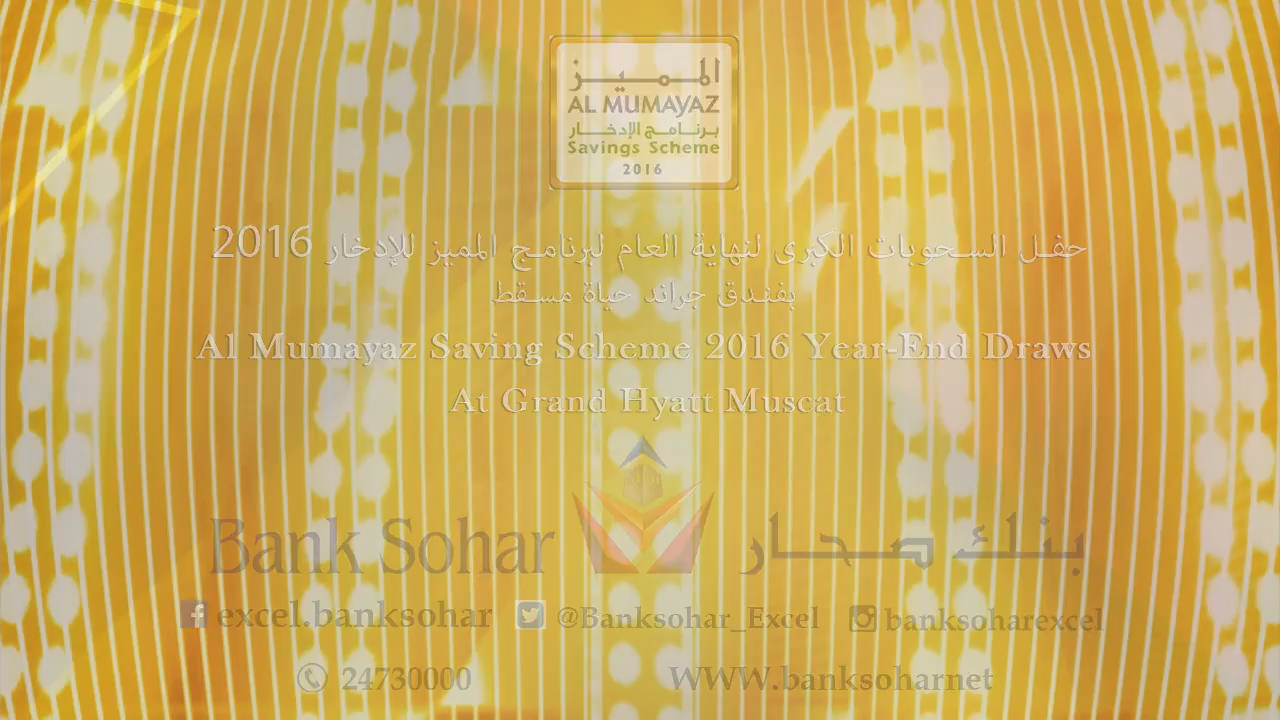 المميز
AL MUMAYAZ
برنامج الإدخار
Savings Scheme
2016
حفل السحوبات الكبرى لنهاية العام لبرنامج المميز للإدخار 2016
بفندق جراند حياة مسقط
Al Mumayaz Saving Scheme 2016 Year-End Draws
At Grand Hyatt Muscat
Bank Sohar بنك صحار
excel.banksohar @Banksohar_Excel banksoharexcel
24730000 WWW.banksoharnet